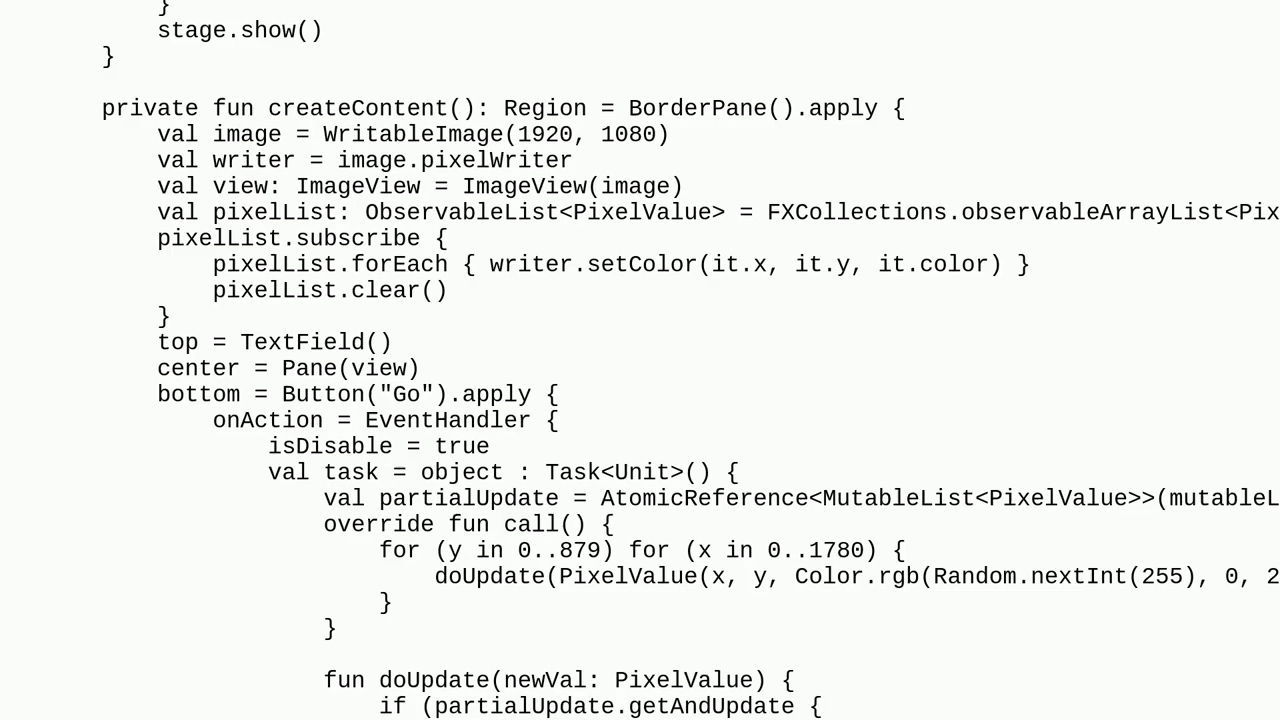 }
stage.show()
}
private fun createContent(): Region = BorderPane().apply {
val image = WritableImage(1920, 1080)
val writer = image.pixelWriter
val view: ImageView = ImageView(image)
val pixelList: ObservableList<PixelValue> = FXCollections.observableArrayList<Pix
pixelList.subscribe {
pixelList.forEach { writer.setColor(it.x, it.y, it.color) }
pixelList.clear()
}
top = TextField()
center = Pane(view)
bottom = Button("Go").apply {
onAction = EventHandler {
isDisable = true
val task = object : Task<Unit>() {
val partialUpdate = AtomicReference<MutableList<PixelValue>>(mutableL
override fun call() {
for (y in 0..879) for (x in 0..1780) {
doUpdate(PixelValue(x, y, Color.rgb(Random.nextInt(255), 0, 2
}
}
fun doUpdate(newVal: PixelValue) {
if (partialUpdate.getAndUpdate {